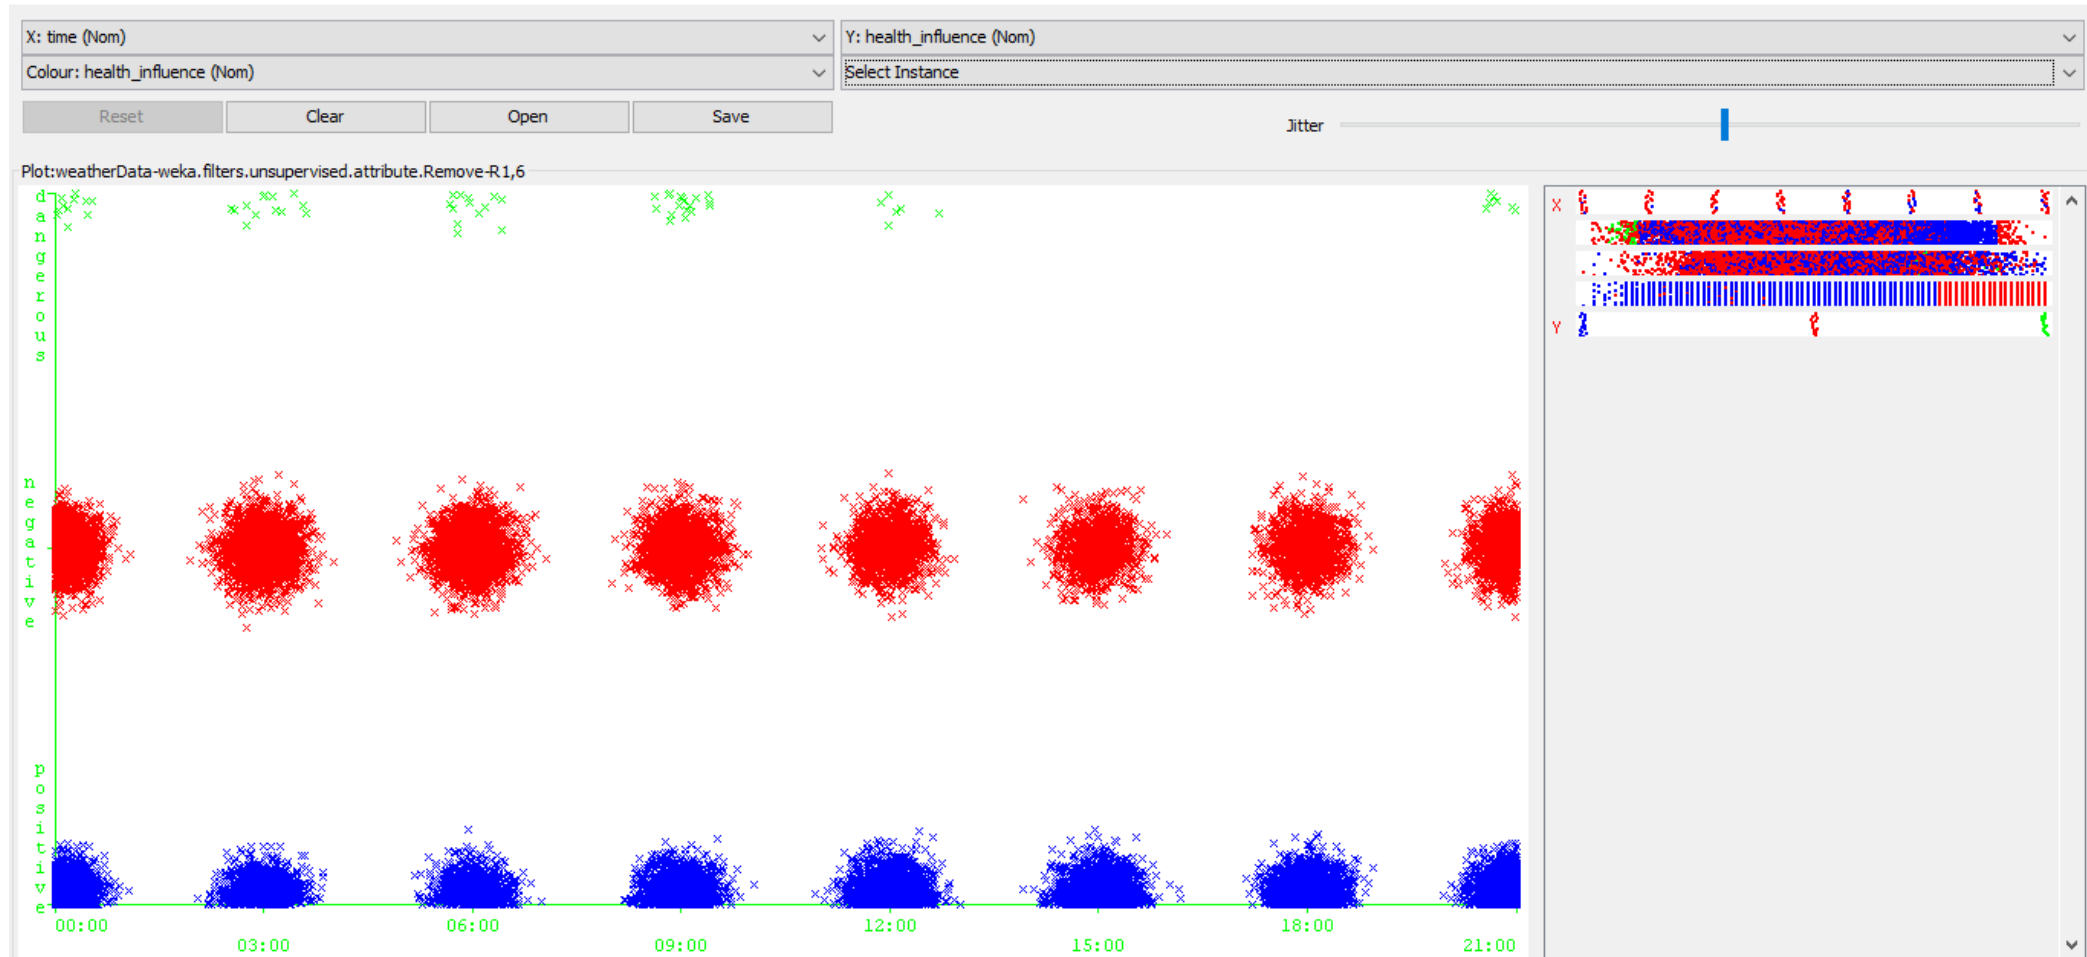 X: time (Nom)
Y: health_influence (Nom)
Colour: health_influence (Nom)
Select Instance
Reset
Clear
Open
Save
Jitter
Plot:weatherData-weka.filters.unsupervised.attribute.Remove-R1,6
dangerous
negative
positive
00:00
03:00
06:00
09:00
12:00
15:00
18:00
21:00
X
Y